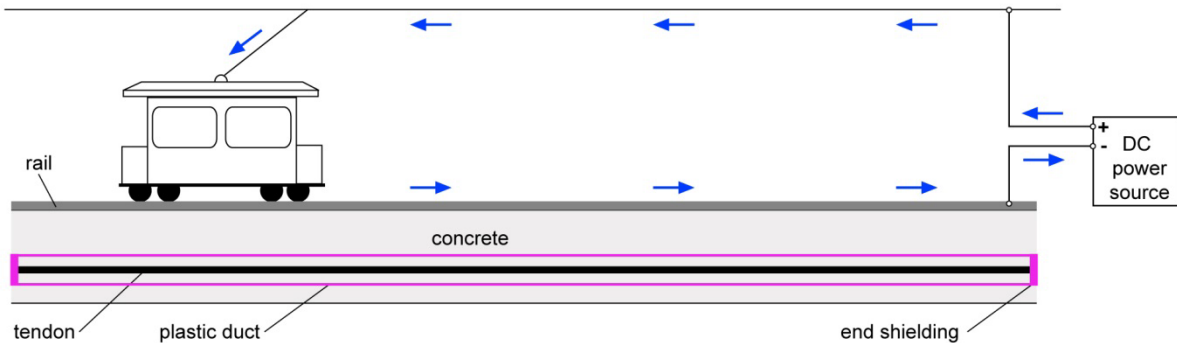 +
-
DC
power
source
rail
concrete
tendon
plastic duct
end shielding